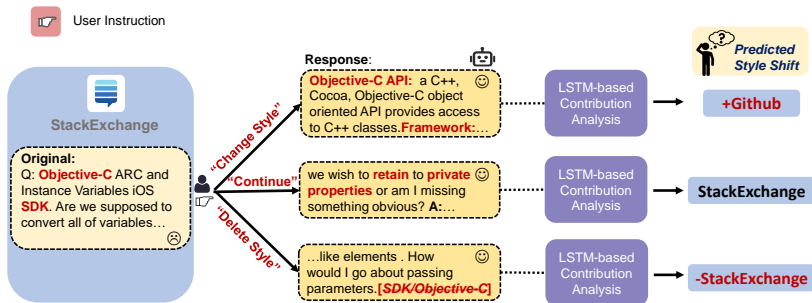 User Instruction
StackExchange
Original:
Q: Objective-C ARC and
Instance Variables iOS
SDK. Are we supposed to
convert all of variables…
“Change Style”
“Continue”
“Delete Style”
Response:
Objective-C API: a C++,
Cocoa, Objective-C object
oriented API provides access
to C++ classes.Framework:…
we wish to retain to private
properties or am I missing
something obvious? A:…
…like elements . How
would I go about passing
parameters.[SDK/Objective-C]
LSTM-based
Contribution
Analysis
LSTM-based
Contribution
Analysis
LSTM-based
Contribution
Analysis
?
Predicted
Style Shift
+Github
StackExchange
-StackExchange